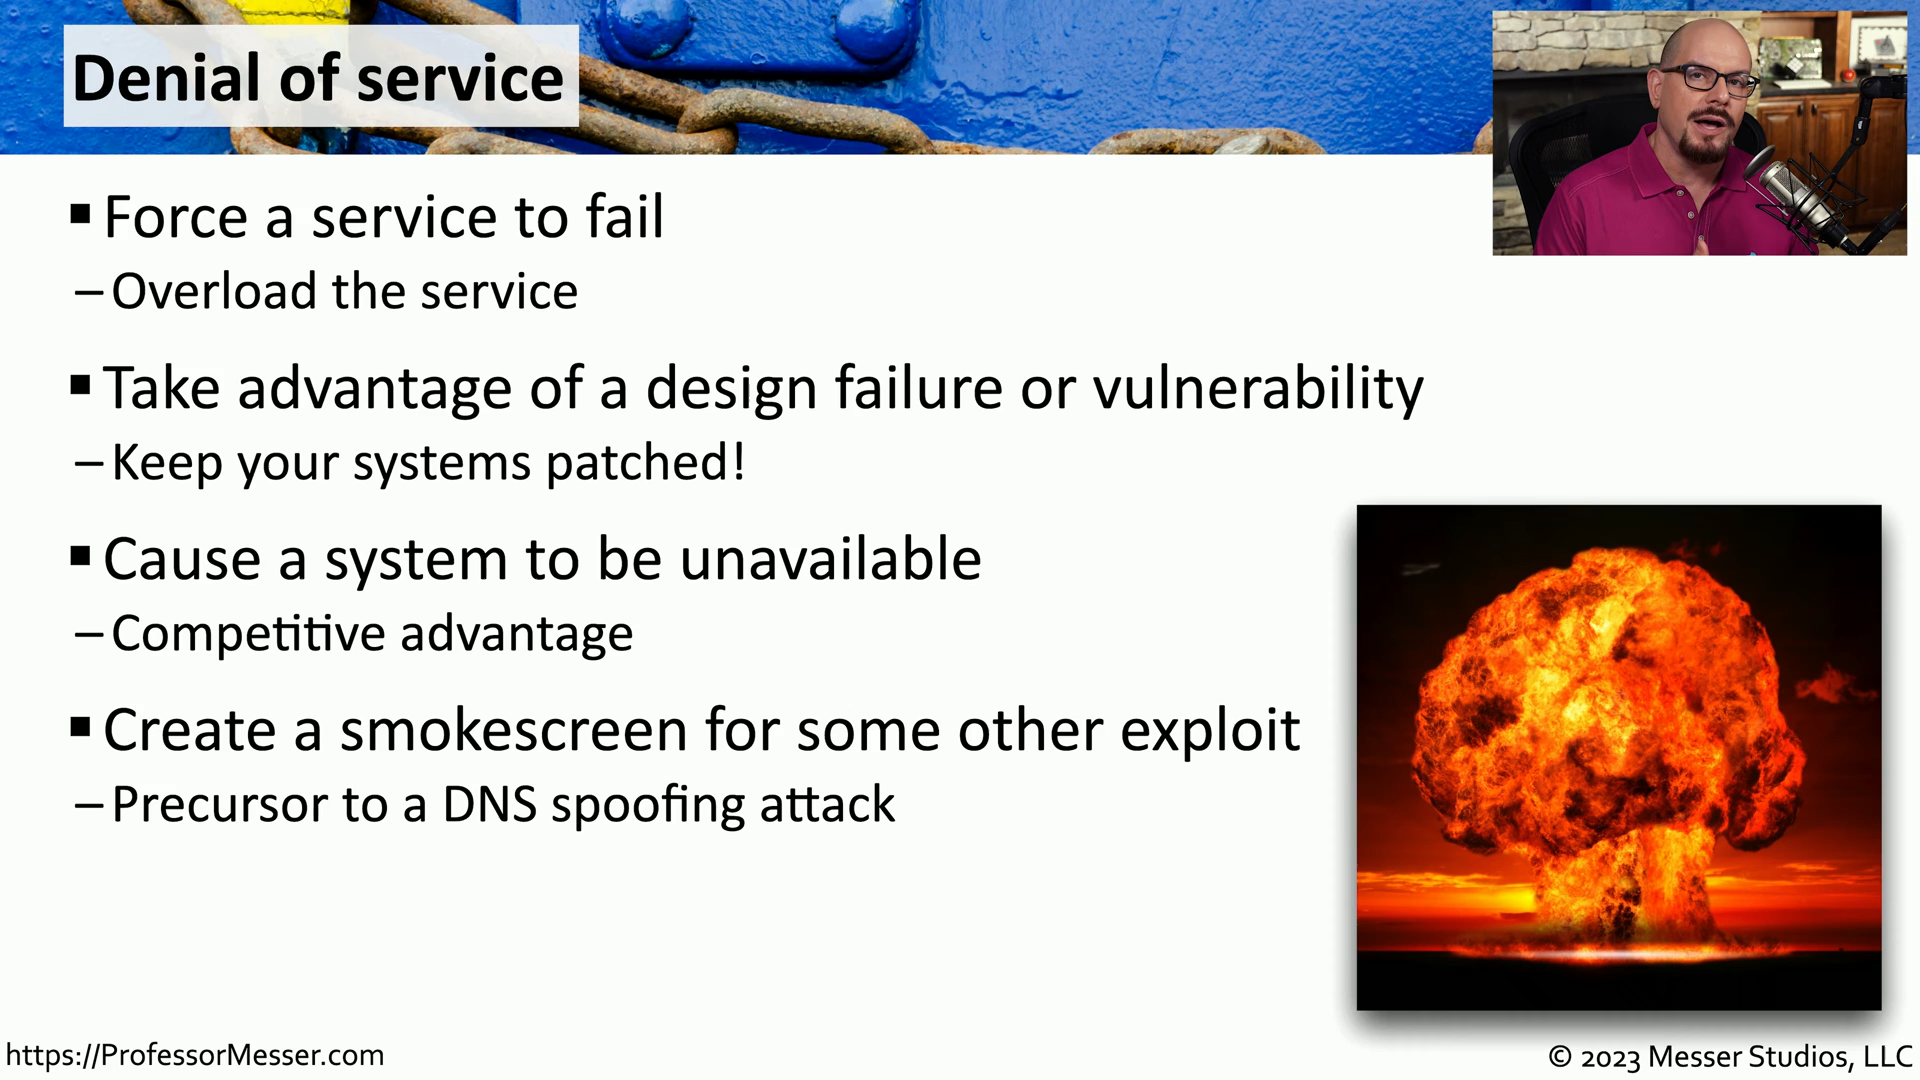 Denial of service
▪ Force a service to fail
– Overload the service
▪ Take advantage of a design failure or vulnerability
– Keep your systems patched!
▪ Cause a system to be unavailable
– Competitive advantage
▪ Create a smokescreen for some other exploit
– Precursor to a DNS spoofing attack
https://ProfessorMesser.com
© 2023 Messer Studios, LLC